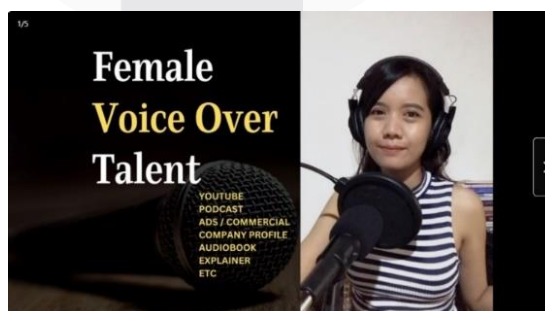 1/5
Female
Voice Over
Talent
YOUTUBE
PODCAST
ADS / COMMERCIAL
COMPANY PROFILE
AUDIOBOOK
EXPLAINER
ETC